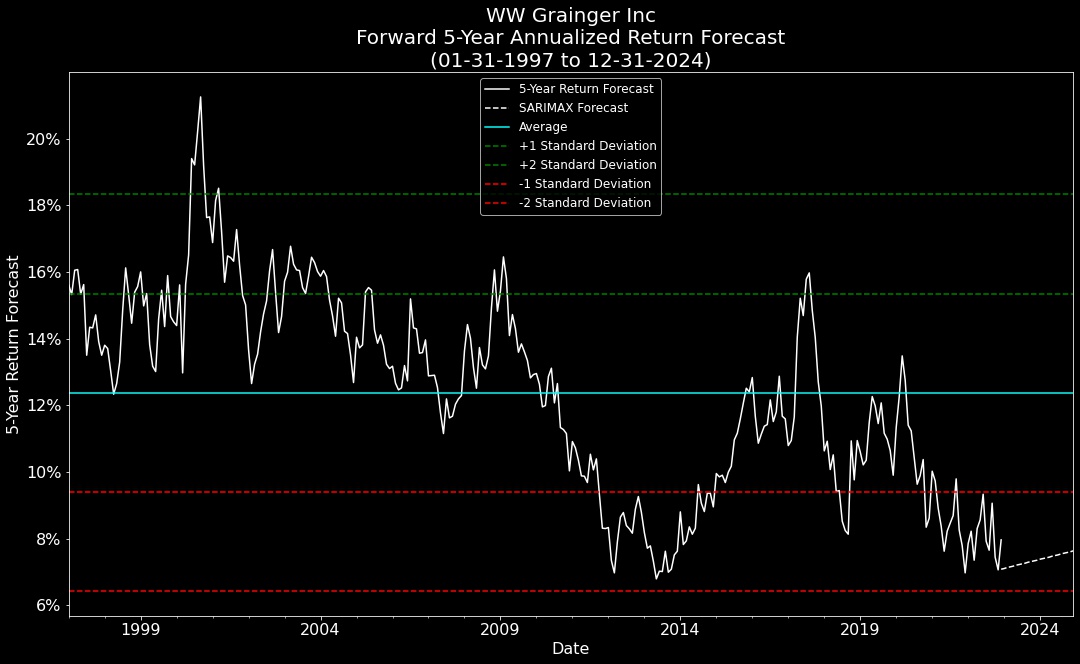 WW Grainger Inc
Forward 5-Year Annualized Return Forecast
(01-31-1997 to 12-31-2024)
5-Year Return Forecast
SARIMAX Forecast
Average
+1 Standard Deviation
+2 Standard Deviation
-1 Standard Deviation
-2 Standard Deviation
5-Year Return Forecast
20%
18%
16%
14%
12%
10%
8%
6%
1999 2004 2009 2014 2019 2024
Date